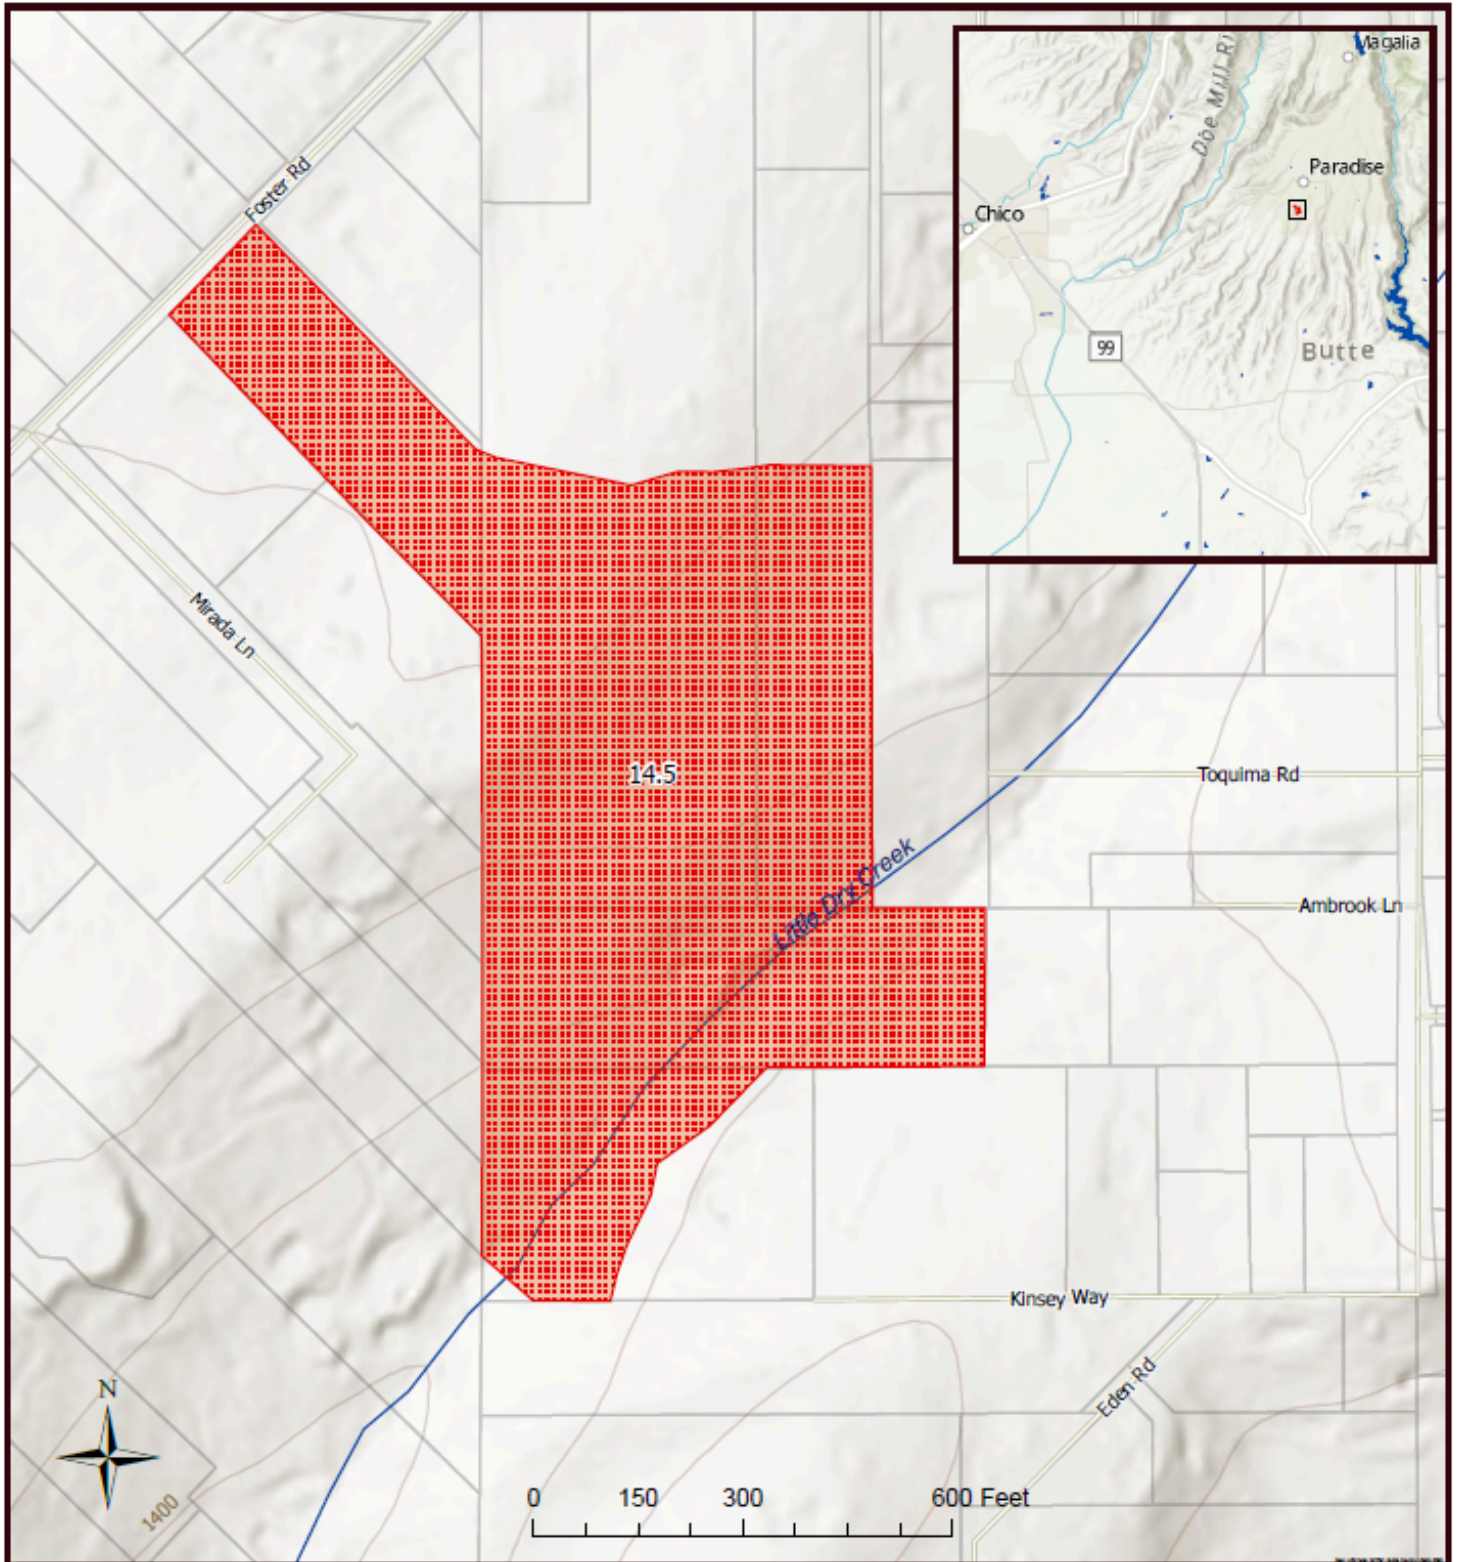 Magalia
Doe Mill Ri
Paradise
Chico
99
Butte
Foster Rd
Mirada Ln
14.5
Toquima Rd
Little Dry Creek
Ambrook Ln
Kinsey Way
Eden Rd
N
1400
0 150 300 600 Feet